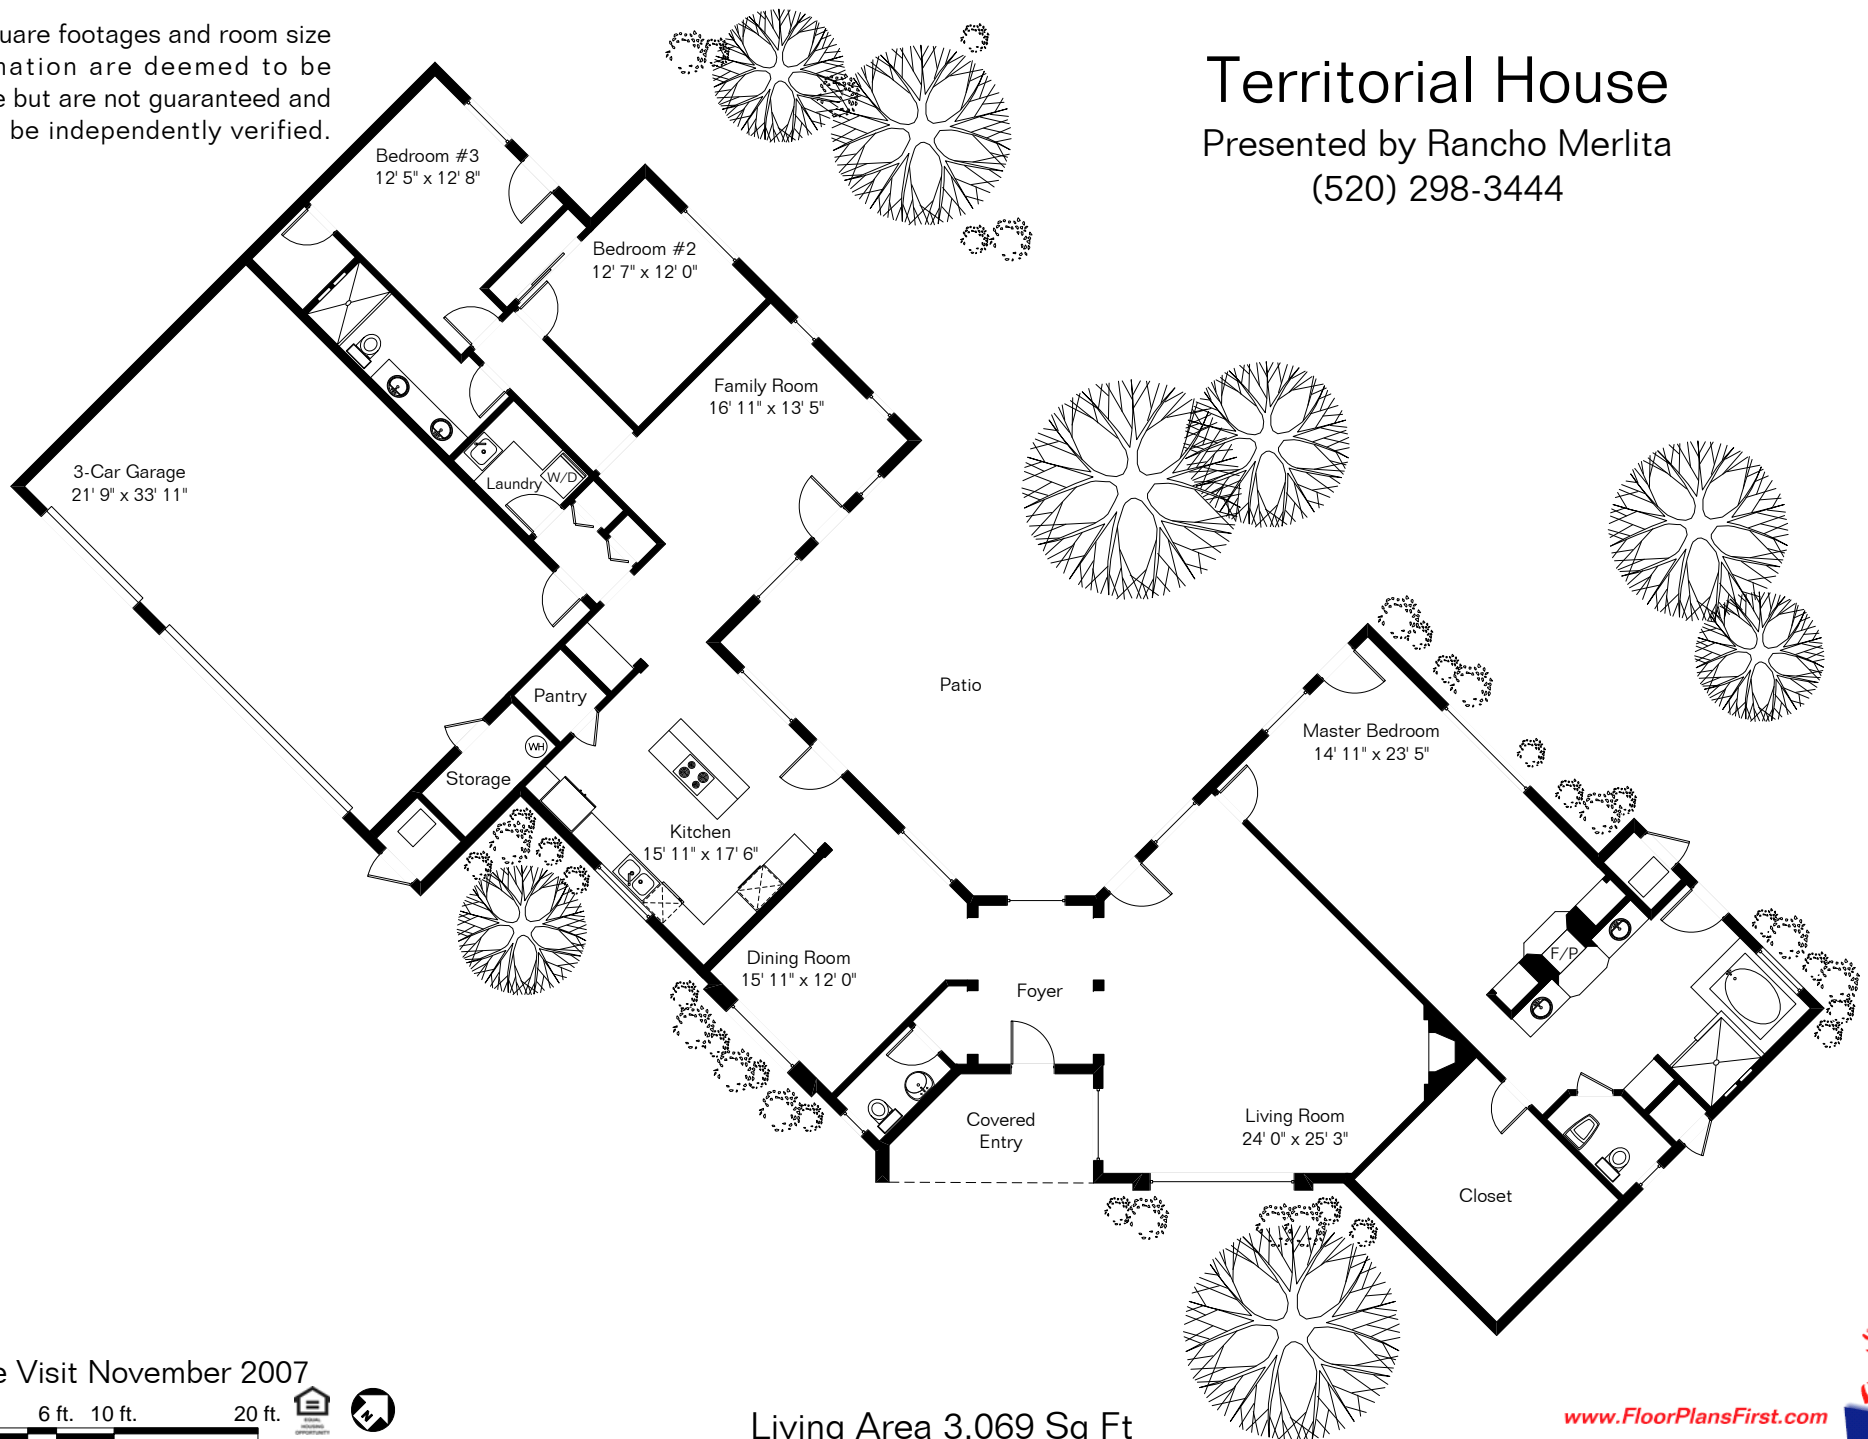 uare footages and room size
nation are deemed to be
e but are not guaranteed and
be independently verified.
Territorial House
Presented by Rancho Merlita
(520) 298-3444
Bedroom #3
12' 5" x 12' 8"
Bedroom #2
12' 7" x 12' 0"
Family Room
16' 11" x 13' 5"
3-Car Garage
21' 9" x 33' 11"
Laundry
W/D
Pantry
WH
Storage
Kitchen
15' 11" x 17' 6"
Patio
Master Bedroom
14' 11" x 23' 5"
F/P
Dining Room
15' 11" x 12' 0"
Foyer
Covered
Entry
Living Room
24' 0" x 25' 3"
Closet
e Visit November 2007
6 ft. 10 ft. 20 ft.
EQUAL
HOUSING
OPPORTUNITY
N
Living Area 3,069 Sq Ft
www.FloorPlansFirst.com